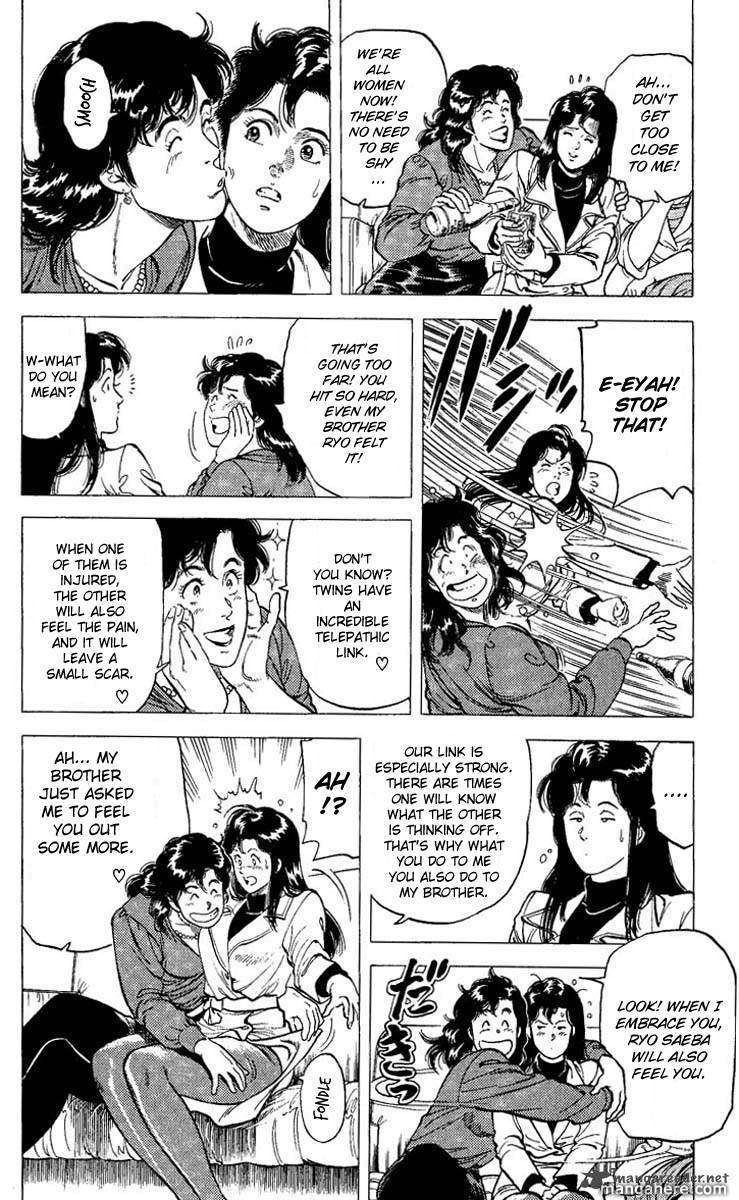 AH...
DON'T
GET
TOO
CLOSE
TO ME!
WE'RE
ALL
WOMEN
NOW!
THERE'S
NO NEED
TO BE
SHY
...
SMOOCH
E-EYAH!
STOP
THAT!
THAT'S
GOING TOO
FAR! YOU
HIT SO HARD,
EVEN MY
BROTHER
RYO FELT
IT!
W-WHAT
DO YOU
MEAN?
DON'T
YOU KNOW?
TWINS HAVE
AN
INCREDIBLE
TELEPATHIC
LINK. ♡
WHEN ONE
OF THEM IS
INJURED,
THE OTHER
WILL ALSO
FEEL THE PAIN,
AND IT WILL
LEAVE A
SMALL SCAR.
♡
....
OUR LINK IS
ESPECIALLY STRONG.
THERE ARE TIMES
ONE WILL KNOW
WHAT THE OTHER
IS THINKING OFF.
THAT'S WHY WHAT
YOU DO TO ME
YOU ALSO DO TO
MY BROTHER.
LOOK! WHEN I
EMBRACE YOU,
RYO SAEBA
WILL ALSO
FEEL YOU.
だきっ
AH
!?
AH... MY
BROTHER
JUST ASKED
ME TO FEEL
YOU OUT
SOME MORE.
♡
FONDLE
mangareader.net
mangahere.com